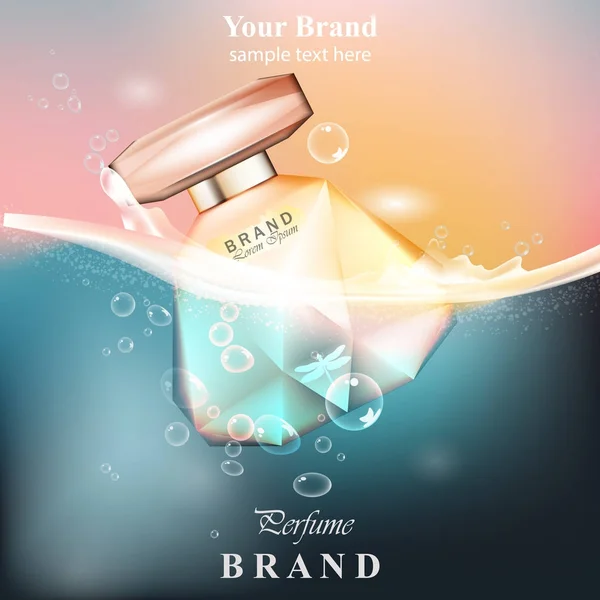 Your Brand
sample text here
BRAND
Lorem Ipsum
Perfume
BRAND